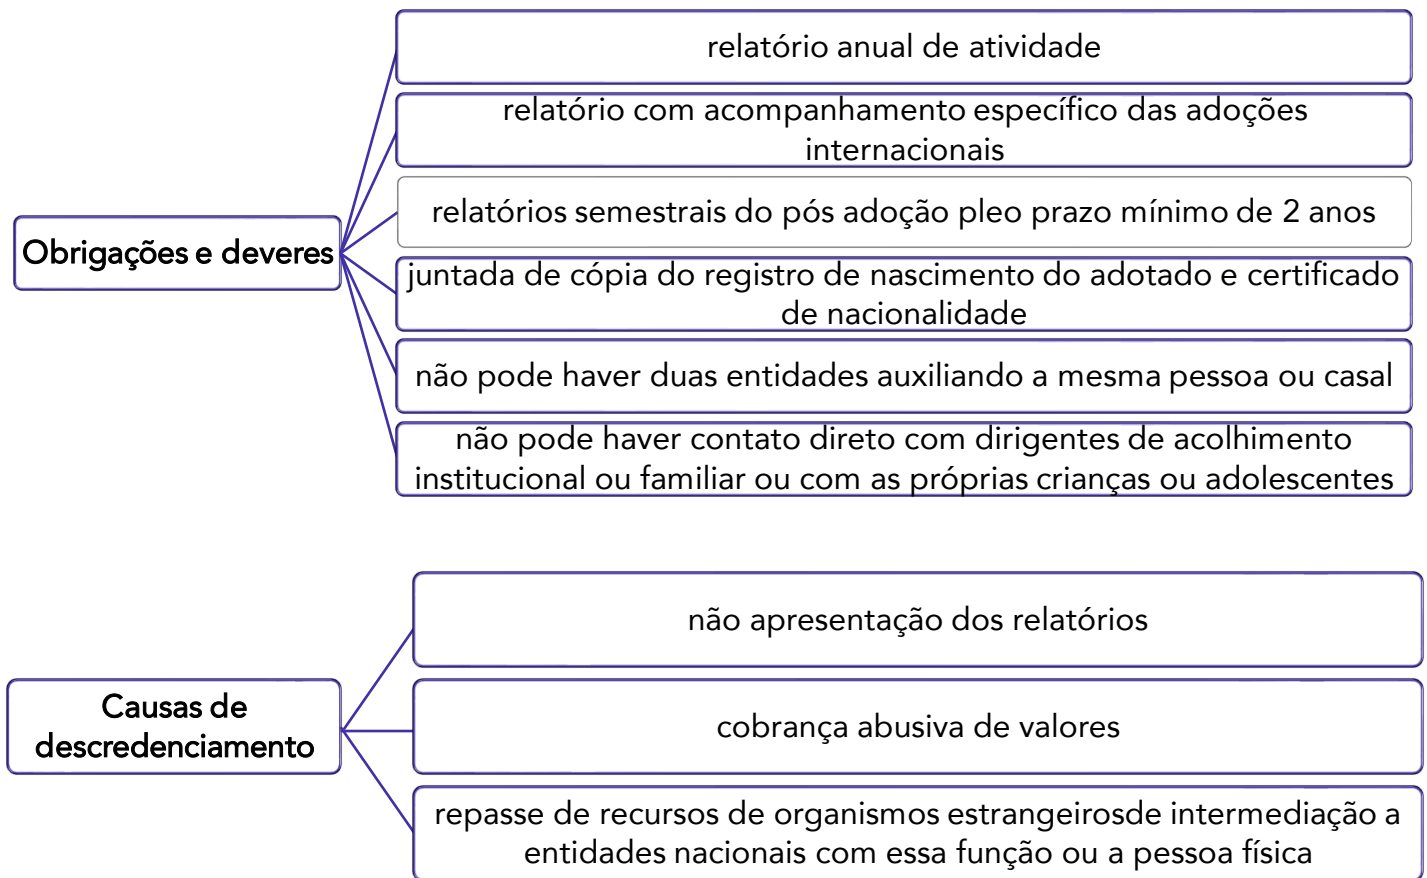 relatório anual de atividade
relatório com acompanhamento específico das adoções
internacionais
relatórios semestrais do pós adoção pleo prazo mínimo de 2 anos
Obrigações e deveres
juntada de cópia do registro de nascimento do adotado e certificado
de nacionalidade
não pode haver duas entidades auxiliando a mesma pessoa ou casal
não pode haver contato direto com dirigentes de acolhimento
institucional ou familiar ou com as próprias crianças ou adolescentes
não apresentação dos relatórios
Causas de
descredenciamento
cobrança abusiva de valores
repasse de recursos de organismos estrangeirosde intermediação a
entidades nacionais com essa função ou a pessoa física